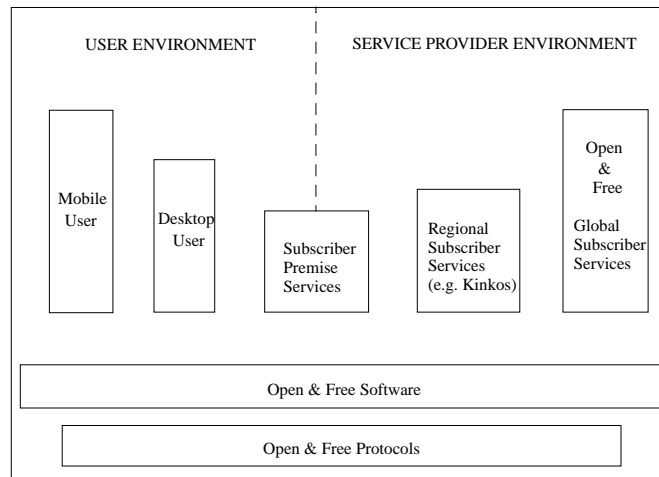 USER ENVIRONMENT
SERVICE PROVIDER ENVIRONMENT
Mobile
User
Desktop
User
Subscriber
Premise
Services
Regional
Subscriber
Services
(e.g. Kinkos)
Open
&
Free
Global
Subscriber
Services
Open & Free Software
Open & Free Protocols